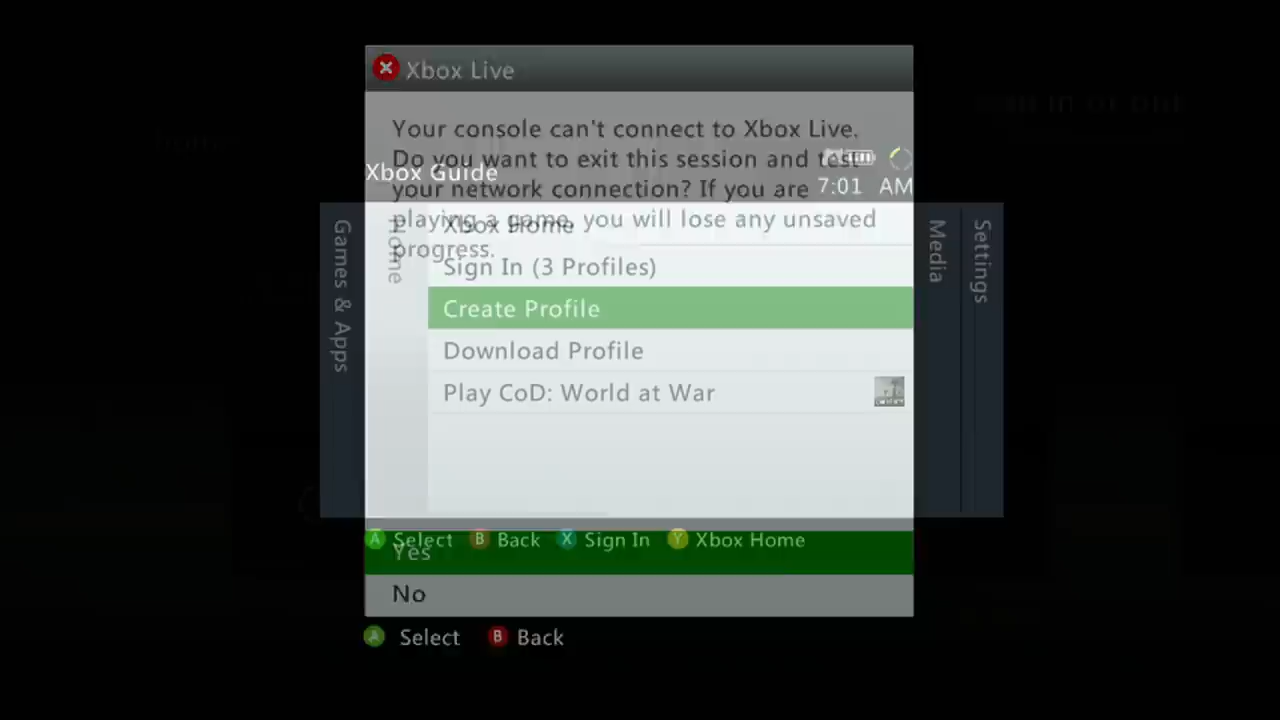 Xbox Live
Your console can't connect to Xbox Live.
Do you want to exit this session and test
your network connection? If you are
playing a game, you will lose any unsaved
progress.
Xbox Guide
7:01 AM
Games & Apps
Home
Xbox Home
Sign In (3 Profiles)
Create Profile
Download Profile
Play CoD: World at War
Media
Settings
A Select B Back X Sign In Y Xbox Home
Yes
No
A Select B Back
home